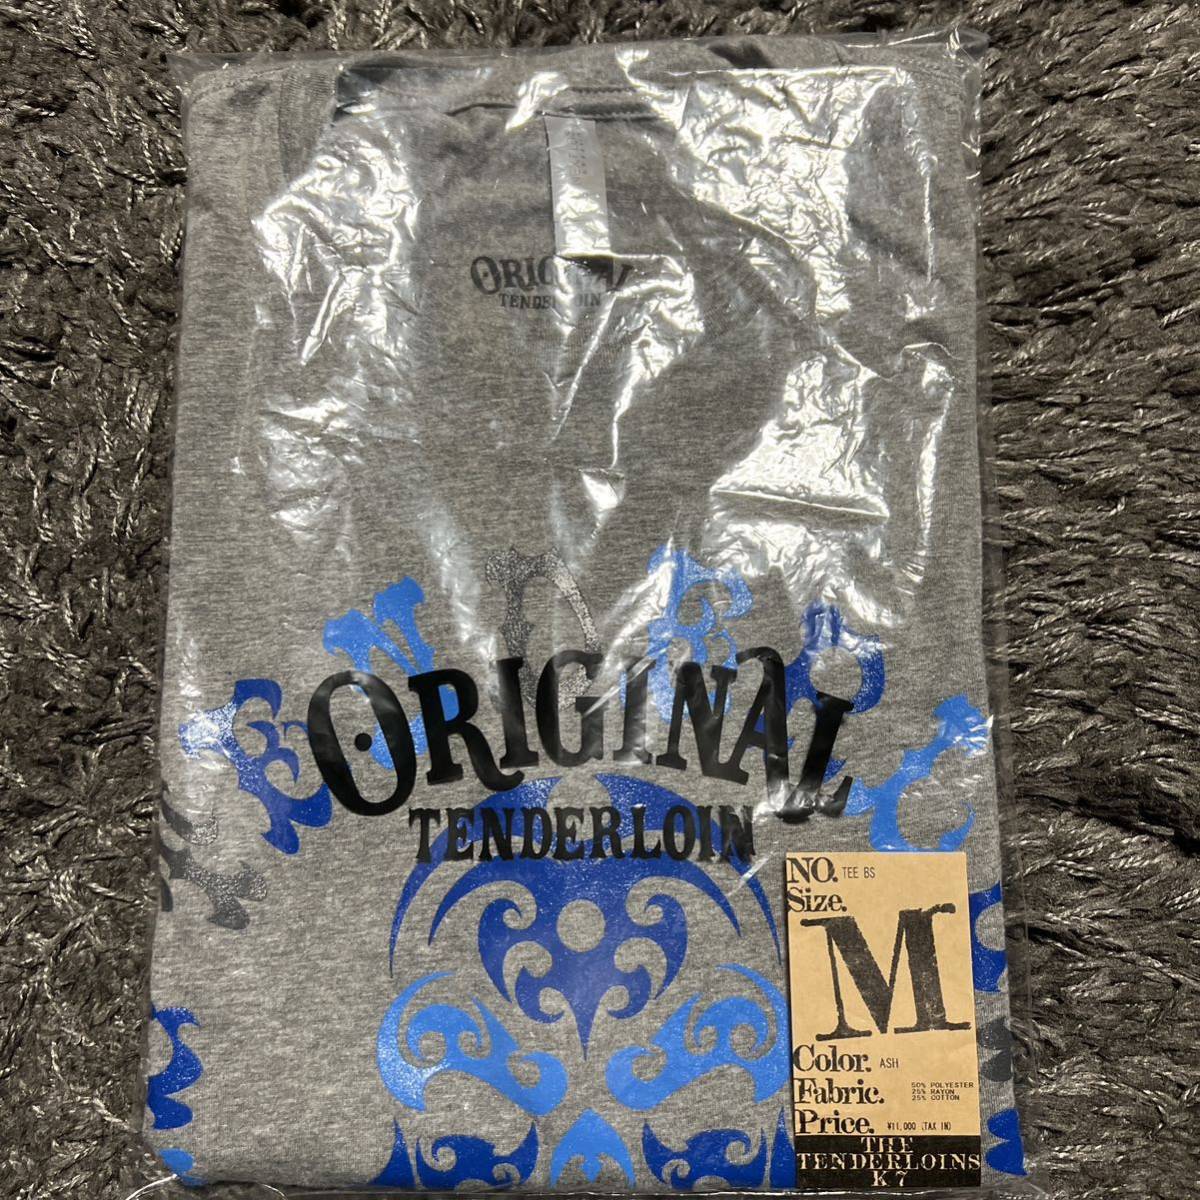 ORIGINAL
TENDERLOIN
ORIGINAL
TENDERLOIN
NO. TEE BS
Size.
M
Color. ASH
Fabric. 50% POLYESTER
25% RAYON
25% COTTON
Price. ¥11,000 (TAX IN)
THE
TENDERLOINS
K7